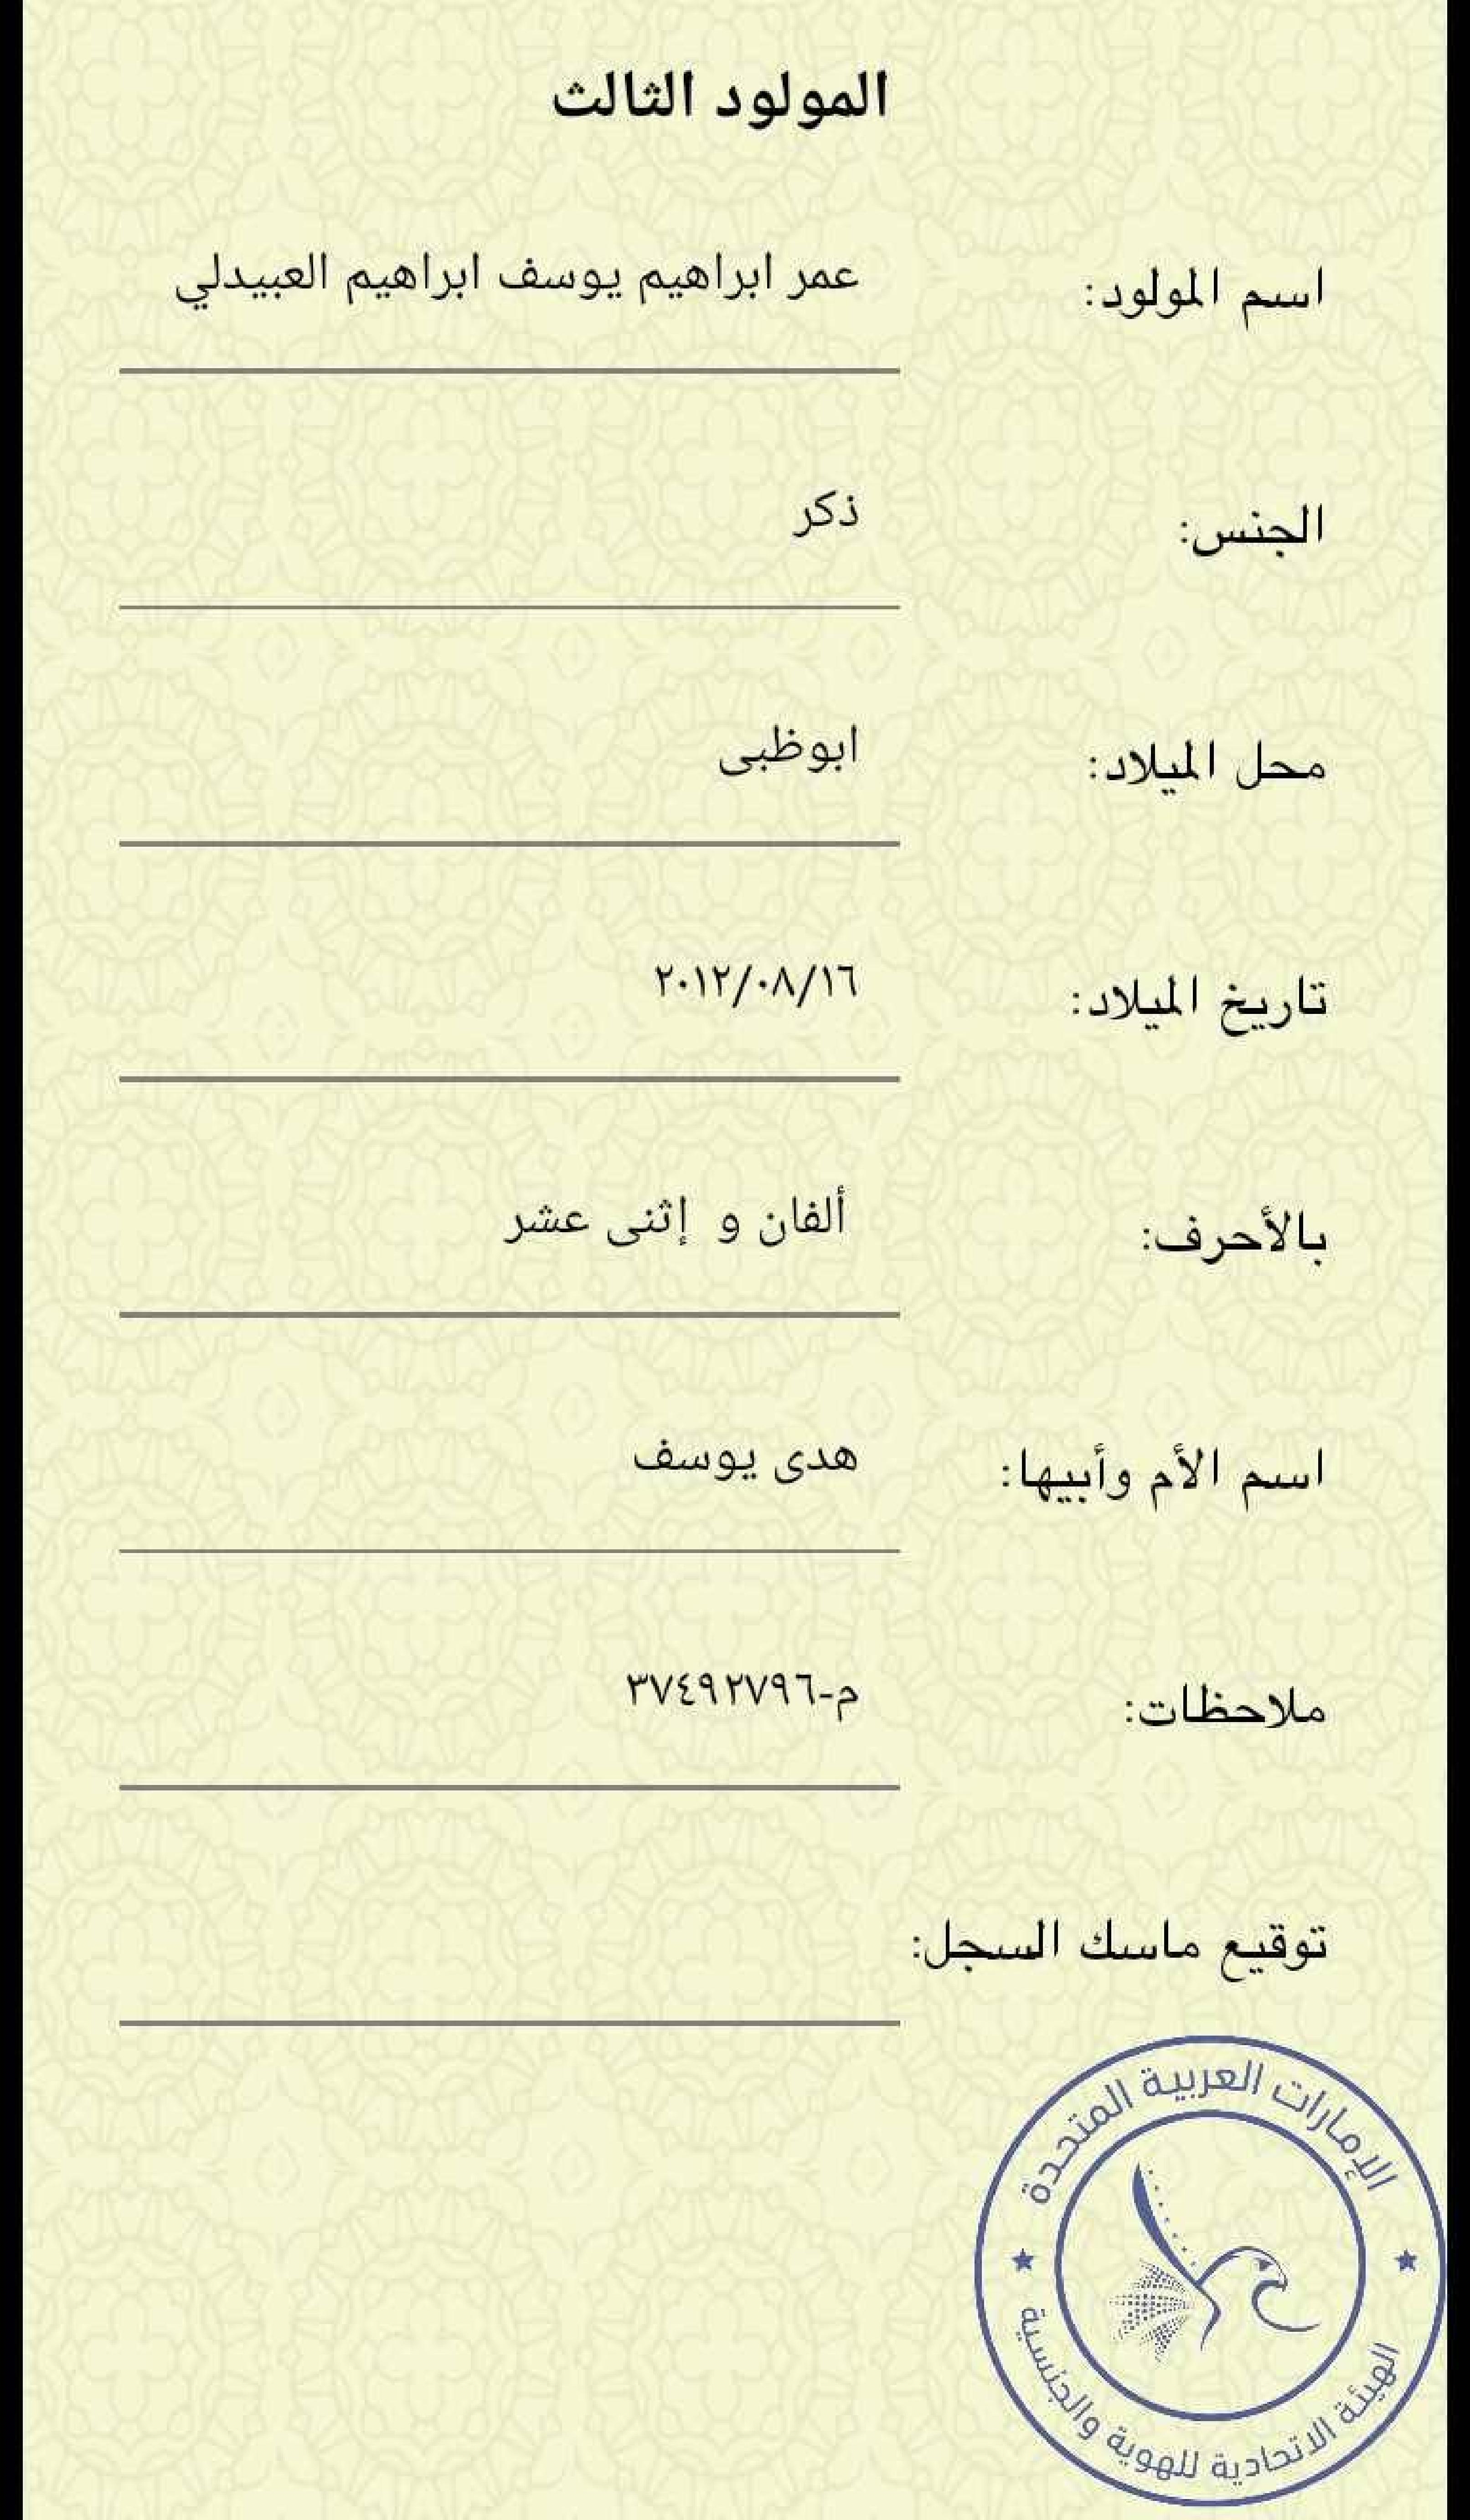 المولود الثالث
اسم المولود: عمر ابراهيم يوسف ابراهيم العبيدلي
الجنس: ذكر
محل الميلاد: ابوظبى
تاريخ الميلاد: ٢٠١٢/٠٨/١٦
بالأحرف: ألفان و إثنى عشر
اسم الأم وأبيها: هدى يوسف
ملاحظات: م-٣٧٤٩٢٧٩٦
توقيع ماسك السجل:
الإمارات العربية المتحدة
الهيئة الاتحادية للهوية والجنسية